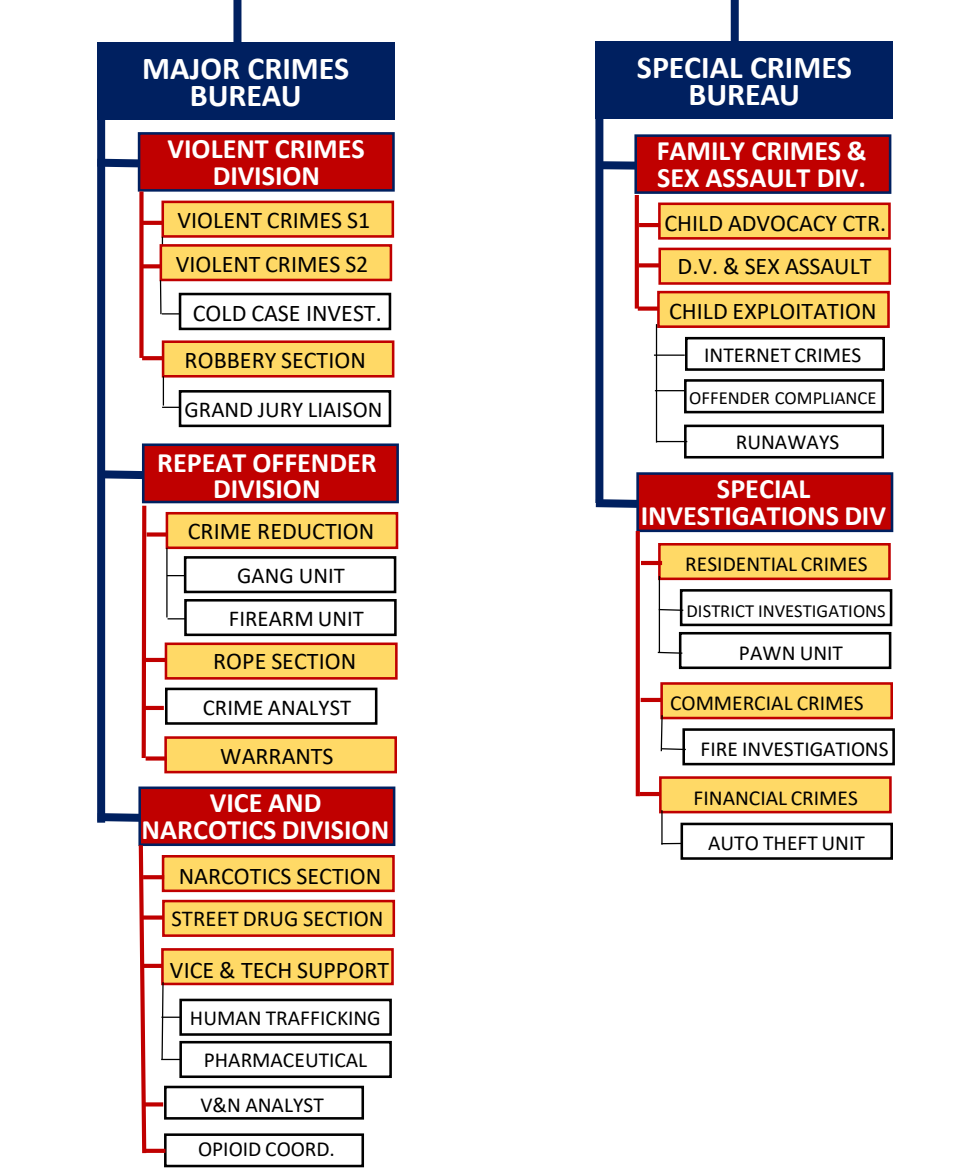 MAJOR CRIMES
BUREAU
VIOLENT CRIMES
DIVISION
VIOLENT CRIMES S1
VIOLENT CRIMES S2
COLD CASE INVEST.
ROBBERY SECTION
GRAND JURY LIAISON
REPEAT OFFENDER
DIVISION
CRIME REDUCTION
GANG UNIT
FIREARM UNIT
ROPE SECTION
CRIME ANALYST
WARRANTS
VICE AND
NARCOTICS DIVISION
NARCOTICS SECTION
STREET DRUG SECTION
VICE & TECH SUPPORT
HUMAN TRAFFICKING
PHARMACEUTICAL
V&N ANALYST
OPIOID COORD.
SPECIAL CRIMES
BUREAU
FAMILY CRIMES &
SEX ASSAULT DIV.
CHILD ADVOCACY CTR.
D.V. & SEX ASSAULT
CHILD EXPLOITATION
INTERNET CRIMES
OFFENDER COMPLIANCE
RUNAWAYS
SPECIAL
INVESTIGATIONS DIV
RESIDENTIAL CRIMES
DISTRICT INVESTIGATIONS
PAWN UNIT
COMMERCIAL CRIMES
FIRE INVESTIGATIONS
FINANCIAL CRIMES
AUTO THEFT UNIT